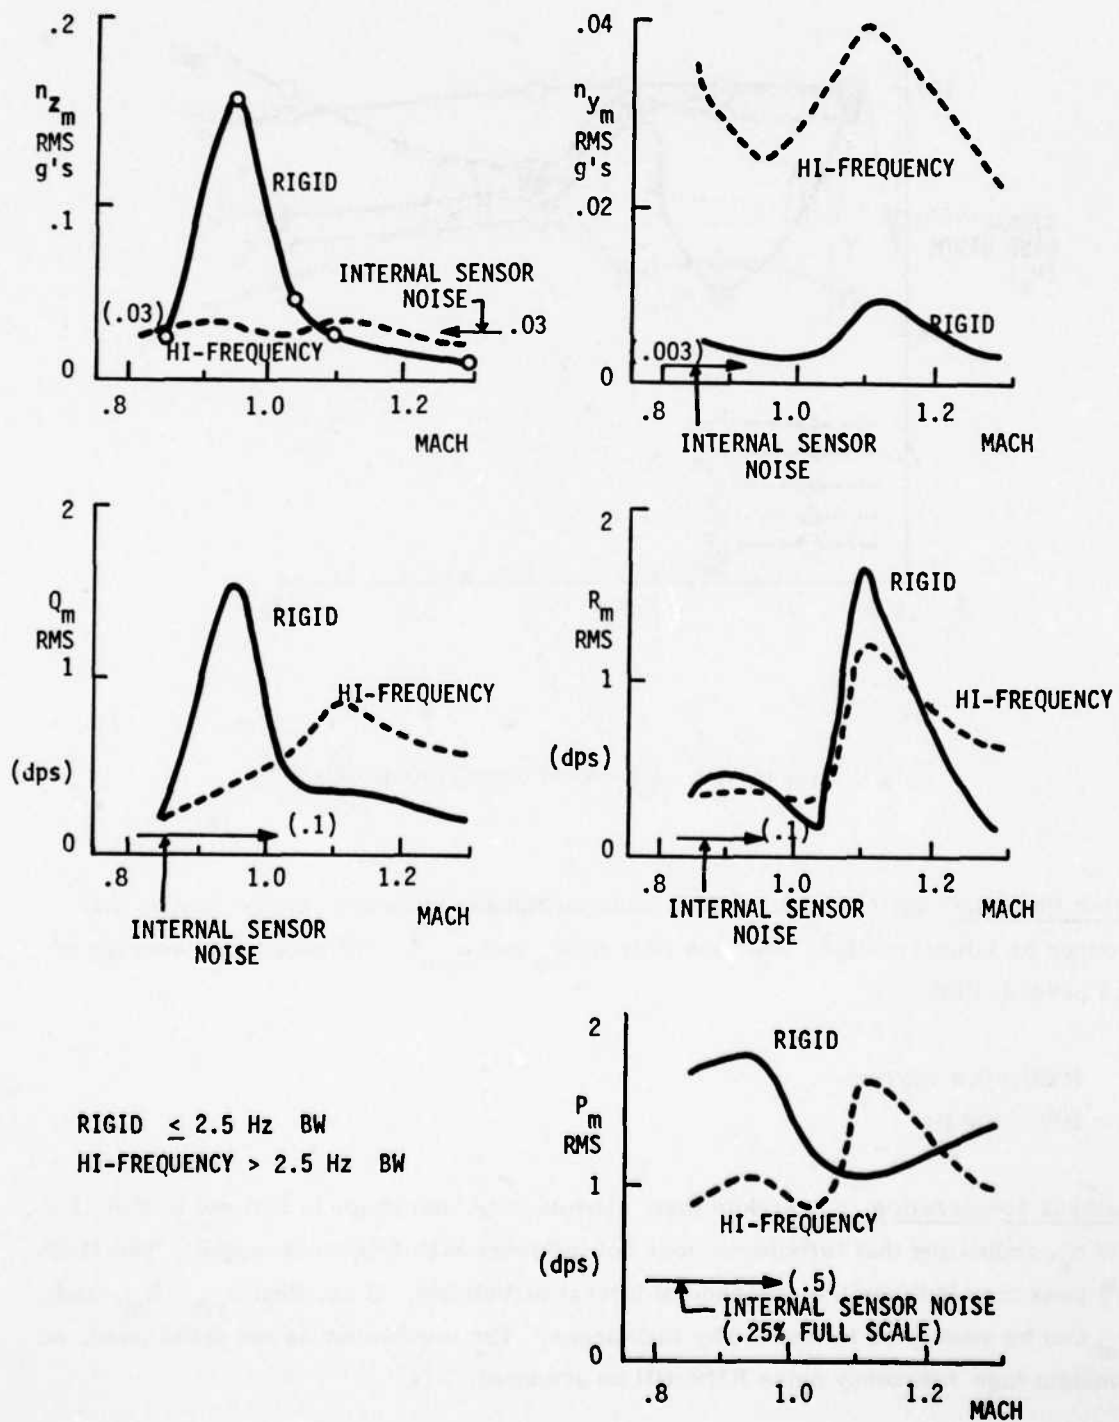 .2
n
z
m
RMS
g's
.1
0
RIGID
(.03)
HI-FREQUENCY
INTERNAL SENSOR
NOISE
.03
.8 1.0 1.2
MACH
.04
n
y
m
RMS
g's
.02
0
HI-FREQUENCY
RIGID
(.003)
.8 1.0 1.2
INTERNAL SENSOR
NOISE
MACH
2
Q
m
RMS
1
(dps)
0
RIGID
HI-FREQUENCY
(.1)
.8 1.0 1.2
MACH
INTERNAL SENSOR
NOISE
2
R
m
RMS
1
(dps)
0
RIGID
HI-FREQUENCY
(.1)
.8 1.0 1.2
INTERNAL SENSOR
NOISE
MACH
RIGID ≤ 2.5 Hz BW
HI-FREQUENCY > 2.5 Hz BW
2
P
m
RMS
1
(dps)
0
RIGID
HI-FREQUENCY
(.5)
INTERNAL SENSOR NOISE
(.25% FULL SCALE)
.8 1.0 1.2
MACH